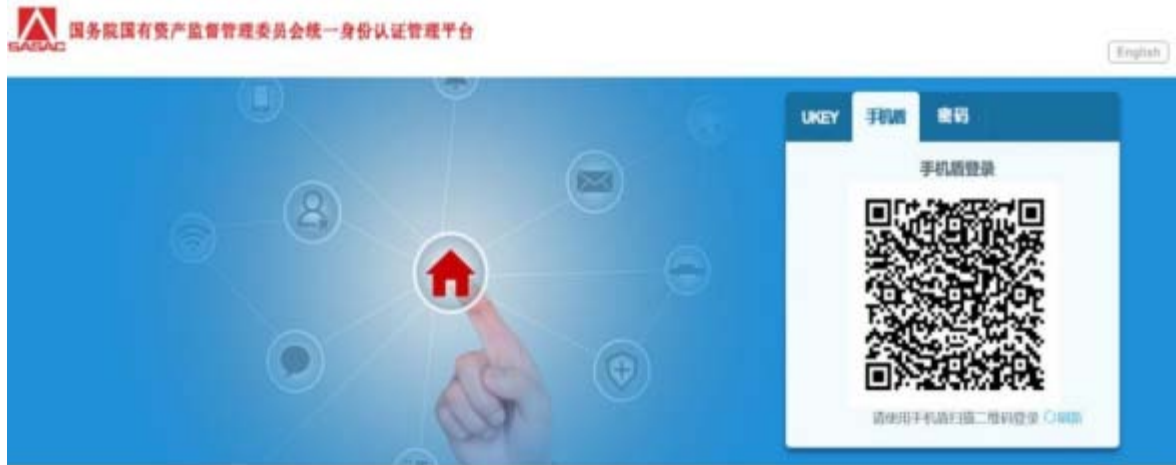 SASAC
国务院国有资产监督管理委员会统一身份认证管理平台
English
UKEY 手机盾 密码
手机盾登录
请使用手机盾扫描二维码登录 刷新